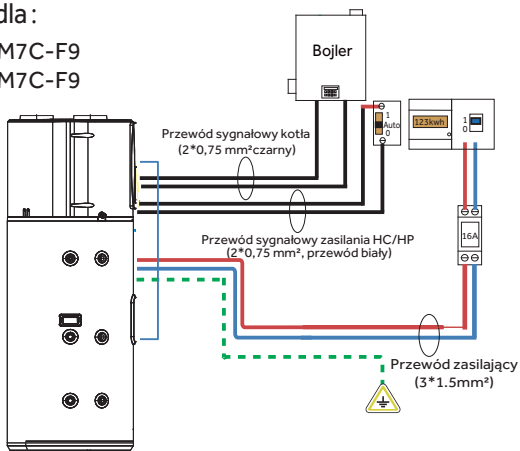 dla:
M7C-F9
M7C-F9
Bojler
Przewód sygnałowy kotła
(2*0,75 mm²czarny)
1
Auto
0
123kwh
1
0
Przewód sygnałowy zasilania HC/HP
(2*0,75 mm², przewód biały)
16A
Przewód zasilający
(3*1.5mm²)